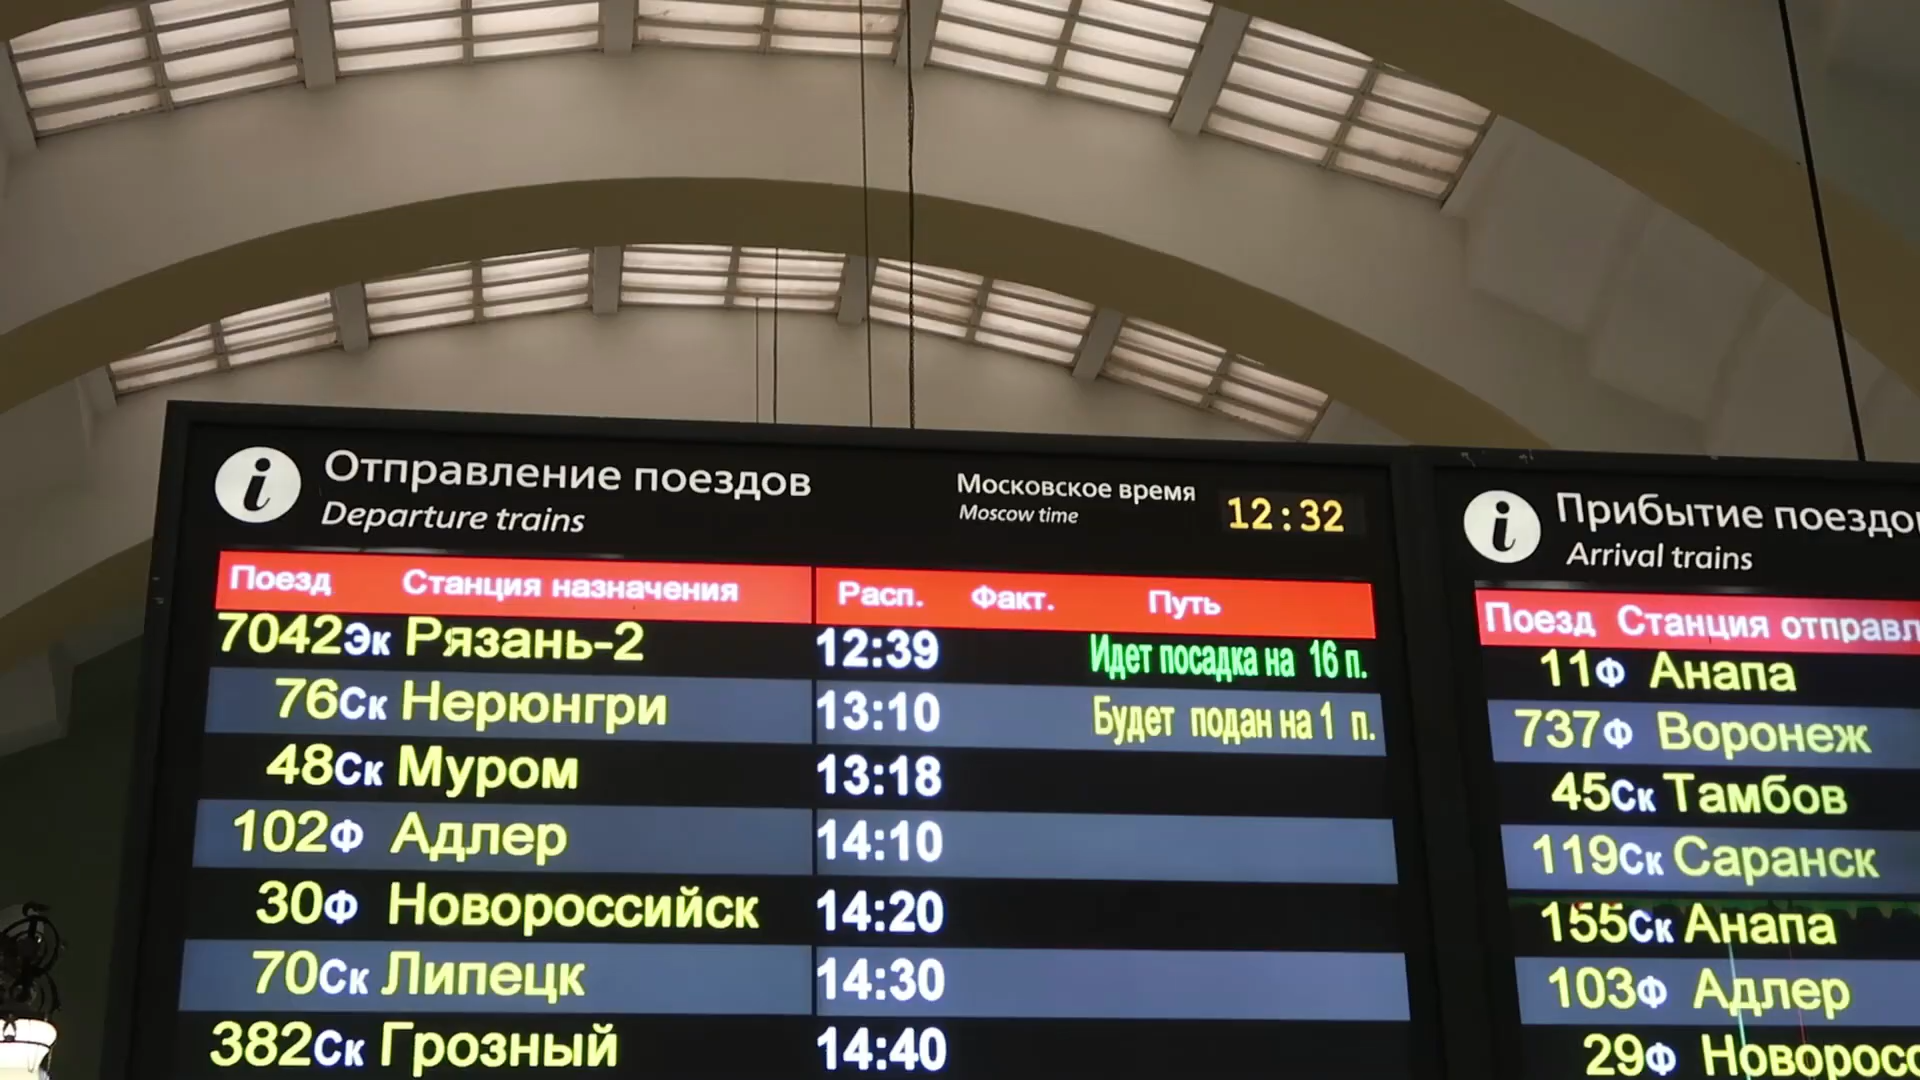 Отправление поездов
Departure trains
Московское время 12:32
Moscow time
Поезд Станция назначения Расп. Факт. Путь
7042Эк Рязань-2 12:39 Идет посадка на 16 п.
76Ск Нерюнгри 13:10 Будет подан на 1 п.
48Ск Муром 13:18
102Ф Адлер 14:10
30Ф Новороссийск 14:20
70Ск Липецк 14:30
382Ск Грозный 14:40
Прибытие
Arrival trains
Поезд Станция
11Ф Анапа
737Ф Воронеж
45Ск Тамбов
119Ск Саранск
155Ск Анапа
103Ф Адлер
29Ф